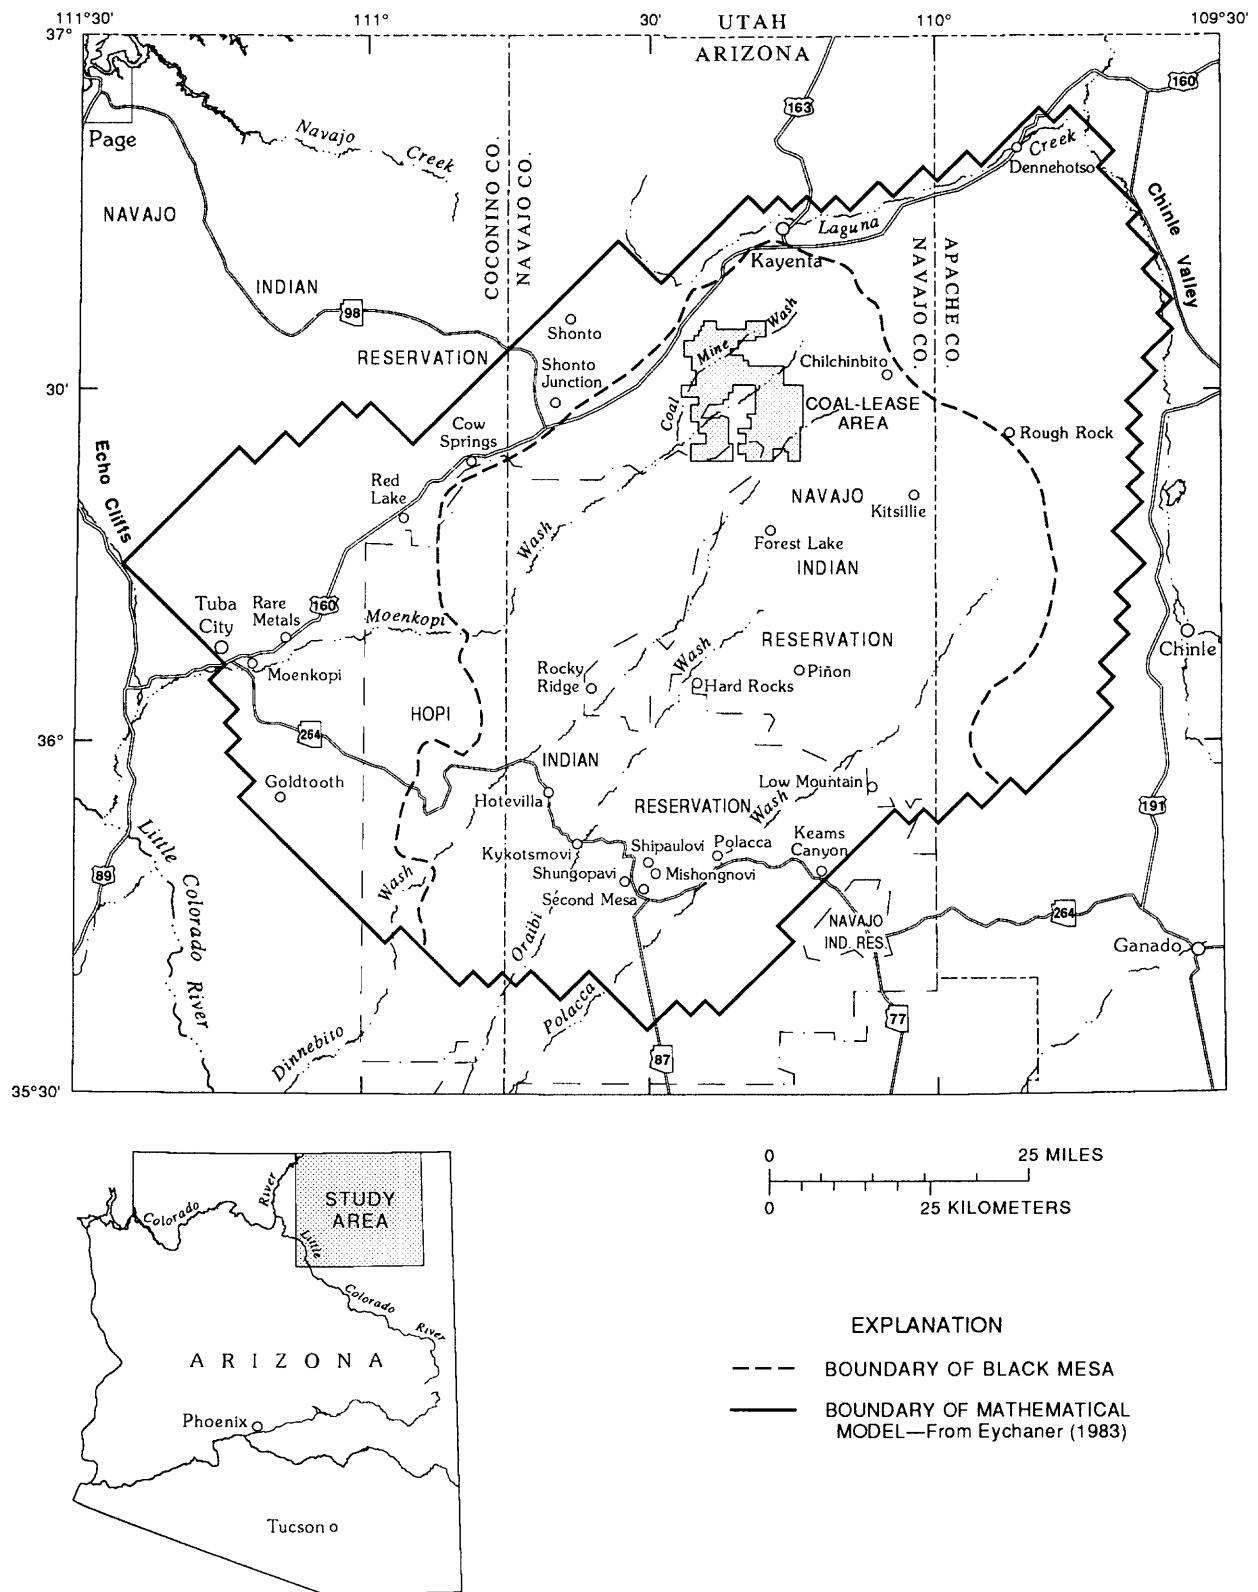 111°30'
111°
30'
UTAH
110°
109°30'
37°
ARIZONA
160
163
Page
Navajo
Creek
Creek
Dennehotso
COCONINO CO.
NAVAJO CO.
NAVAJO
Chinle Valley
Laguna
Kayenta
APACHE CO.
NAVAJO CO.
INDIAN
98
Shonto
Wash
Mine
RESERVATION
Shonto
Junction
Chilchinbito
30'
Coal
COAL-LEASE
AREA
Cow
Springs
Rough Rock
Echo Cliffs
Red
Lake
NAVAJO
Kitsillie
Wash
Forest Lake
INDIAN
160
Tuba
City
Rare
Metals
Moenkopi
RESERVATION
Chinle
Wash
Rocky
Ridge
Piñon
Moenkopi
Hard Rocks
HOPI
36°
264
INDIAN
Goldtooth
Low Mountain
Hotevilla
RESERVATION
Wash
191
Little Colorado River
Keams
Canyon
Kykotsmovi
Shipaulovi
Polacca
89
Wash
Shungopavi
Mishongnovi
Second Mesa
264
NAVAJO
IND. RES.
Ganado
Oraibi
Polacca
77
Dinnebito
87
35°30'
0
25 MILES
0
25 KILOMETERS
STUDY
AREA
Colorado
River
Little
Colorado
River
ARIZONA
Phoenix
Tucson
EXPLANATION
BOUNDARY OF BLACK MESA
BOUNDARY OF MATHEMATICAL
MODEL—From Eychaner (1983)